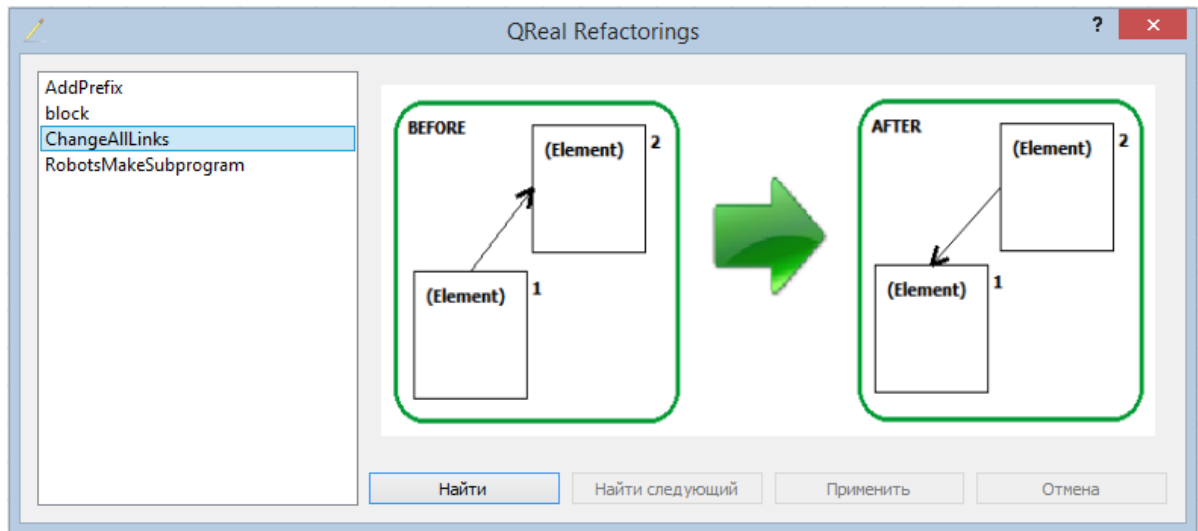 QReal Refactorings
?
×
AddPrefix
block
ChangeAllLinks
RobotsMakeSubprogram
BEFORE
(Element) 2
(Element) 1
AFTER
(Element) 2
(Element) 1
Найти
Найти следующий
Применить
Отмена